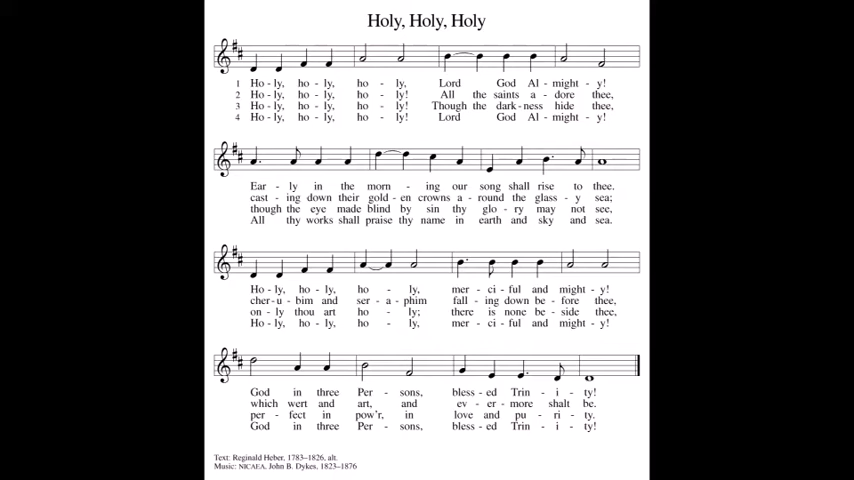 Holy, Holy, Holy
1 Ho - ly, ho - ly, ho - ly, Lord God Al - might - y!
2 Ho - ly, ho - ly, ho - ly! All the saints a - dore thee,
3 Ho - ly, ho - ly, ho - ly! Though the dark - ness hide thee,
4 Ho - ly, ho - ly, ho - ly! Lord God Al - might - y!
Ear - ly in the morn - ing our song shall rise to thee.
cast - ing down their gold - en crowns a - round the glass - y sea;
though the eye made blind by sin thy glo - ry may not see,
All thy works shall praise thy name in earth and sky and sea.
Ho - ly, ho - ly, ho - ly, mer - ci - ful and might - y!
cher - u - bim and ser - a - phim fall - ing down be - fore thee,
on - ly thou art ho - ly; there is none be - side thee,
Ho - ly, ho - ly, ho - ly, mer - ci - ful and might - y!
God in three Per - sons, bless - ed Trin - i - ty!
which wert and art, and ev - er - more shalt be.
per - fect in pow'r, in love and pu - ri - ty.
God in three Per - sons, bless - ed Trin - i - ty!
Text: Reginald Heber, 1783–1826, alt.
Music: NICAEA, John B. Dykes, 1823–1876